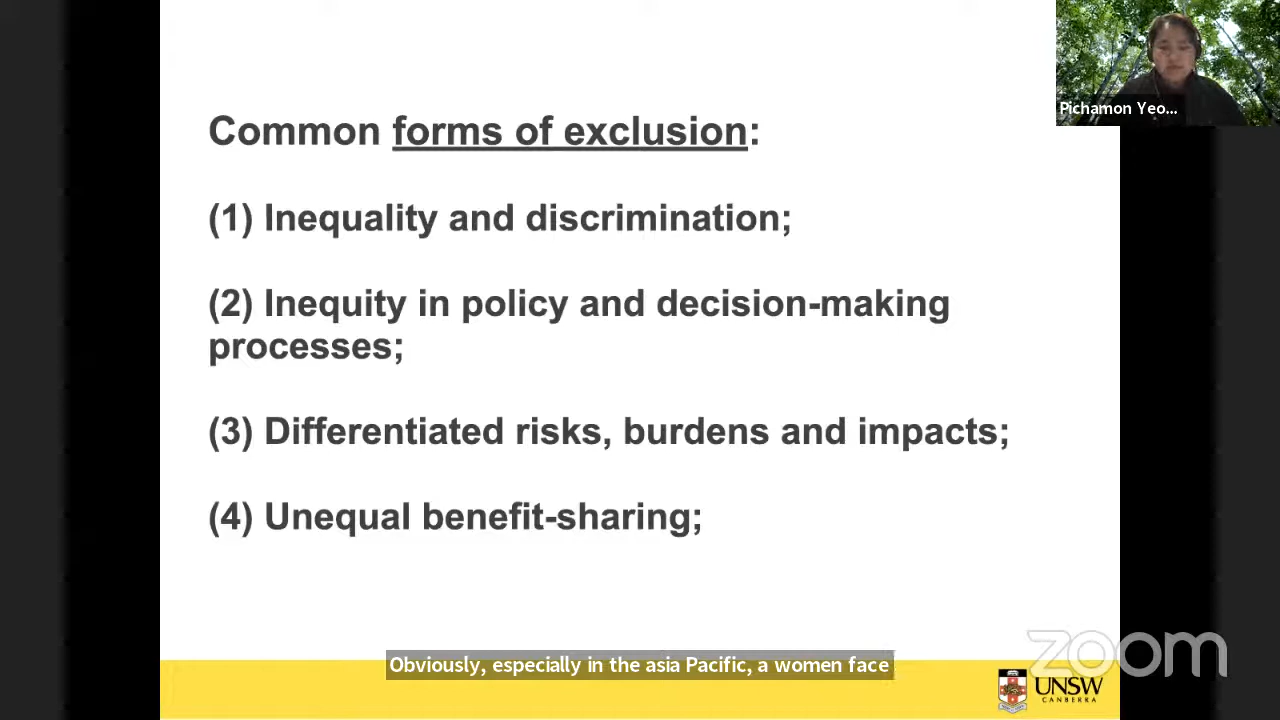 Common forms of exclusion:
(1) Inequality and discrimination;
(2) Inequity in policy and decision-making
processes;
(3) Differentiated risks, burdens and impacts;
(4) Unequal benefit-sharing;
Pichamon Yeo...
Obviously, especially in the asia Pacific, a women face
zoom
UNSW
CANBERRA